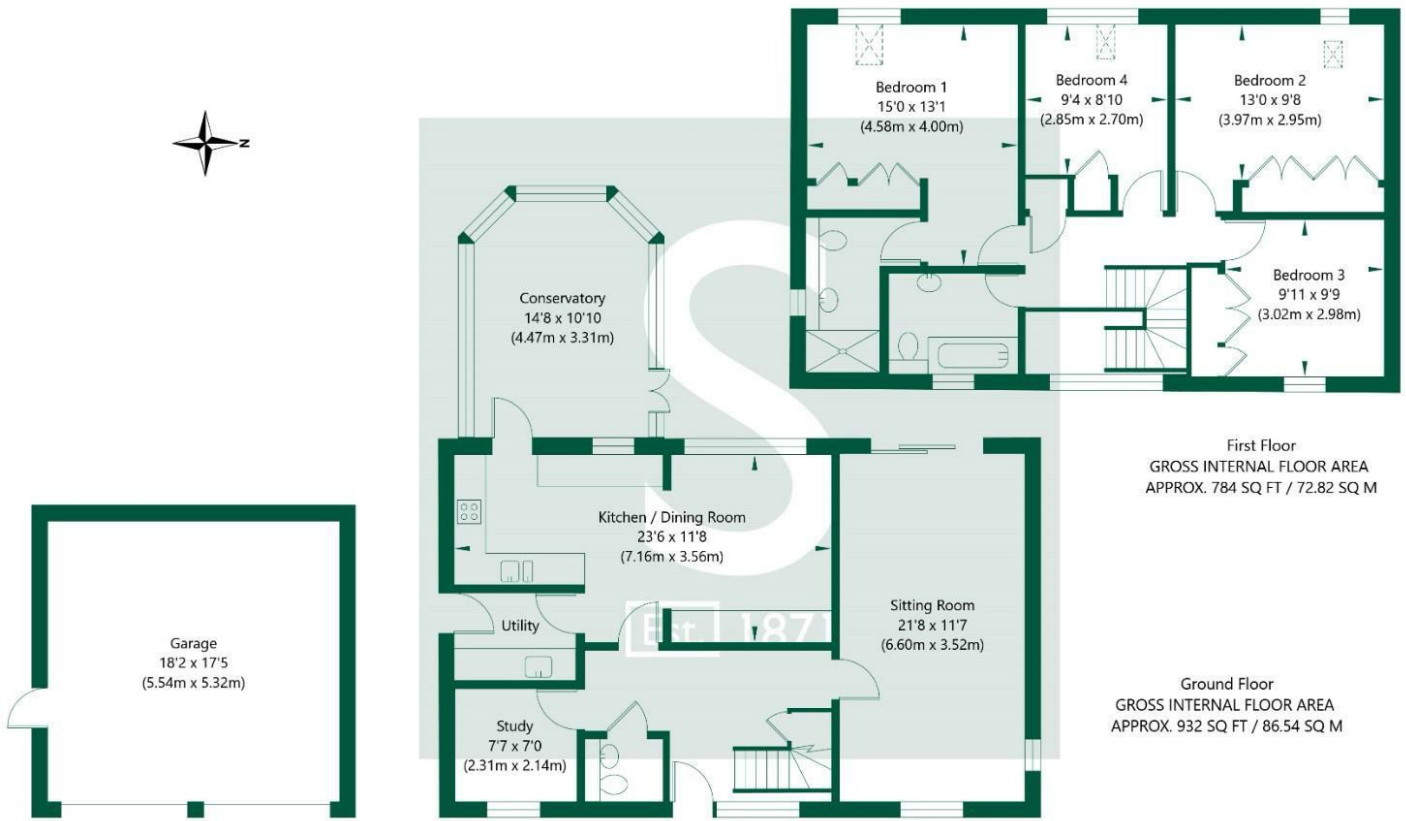 N
Bedroom 1
15'0 x 13'1
(4.58m x 4.00m)
Bedroom 4
9'4 x 8'10
(2.85m x 2.70m)
Bedroom 2
13'0 x 9'8
(3.97m x 2.95m)
Bedroom 3
9'11 x 9'9
(3.02m x 2.98m)
Conservatory
14'8 x 10'10
(4.47m x 3.31m)
First Floor
GROSS INTERNAL FLOOR AREA
APPROX. 784 SQ FT / 72.82 SQ M
Kitchen / Dining Room
23'6 x 11'8
(7.16m x 3.56m)
S
Est. 1871
Utility
Sitting Room
21'8 x 11'7
(6.60m x 3.52m)
Garage
18'2 x 17'5
(5.54m x 5.32m)
Study
7'7 x 7'0
(2.31m x 2.14m)
Ground Floor
GROSS INTERNAL FLOOR AREA
APPROX. 932 SQ FT / 86.54 SQ M